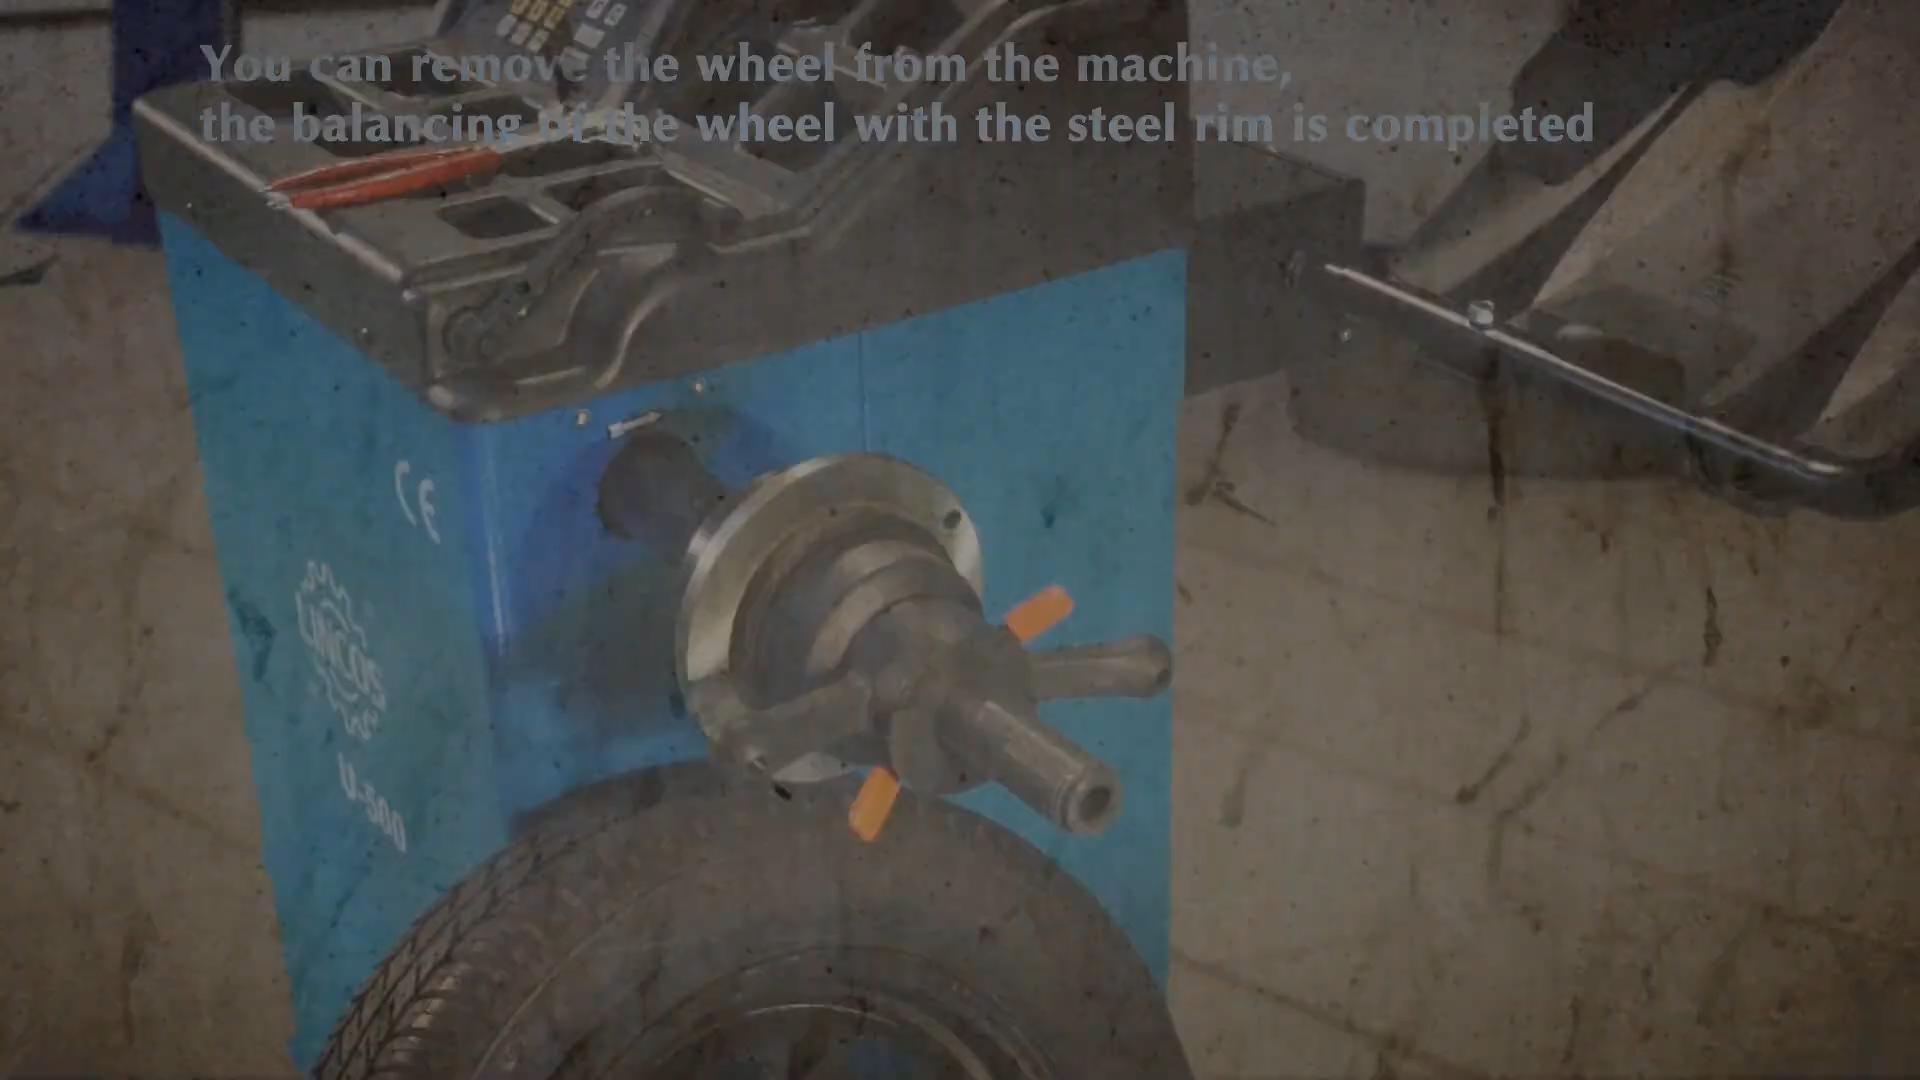 You can remove the wheel from the machine,
the balancing of the wheel with the steel rim is completed
CE
UNICOS
U-500